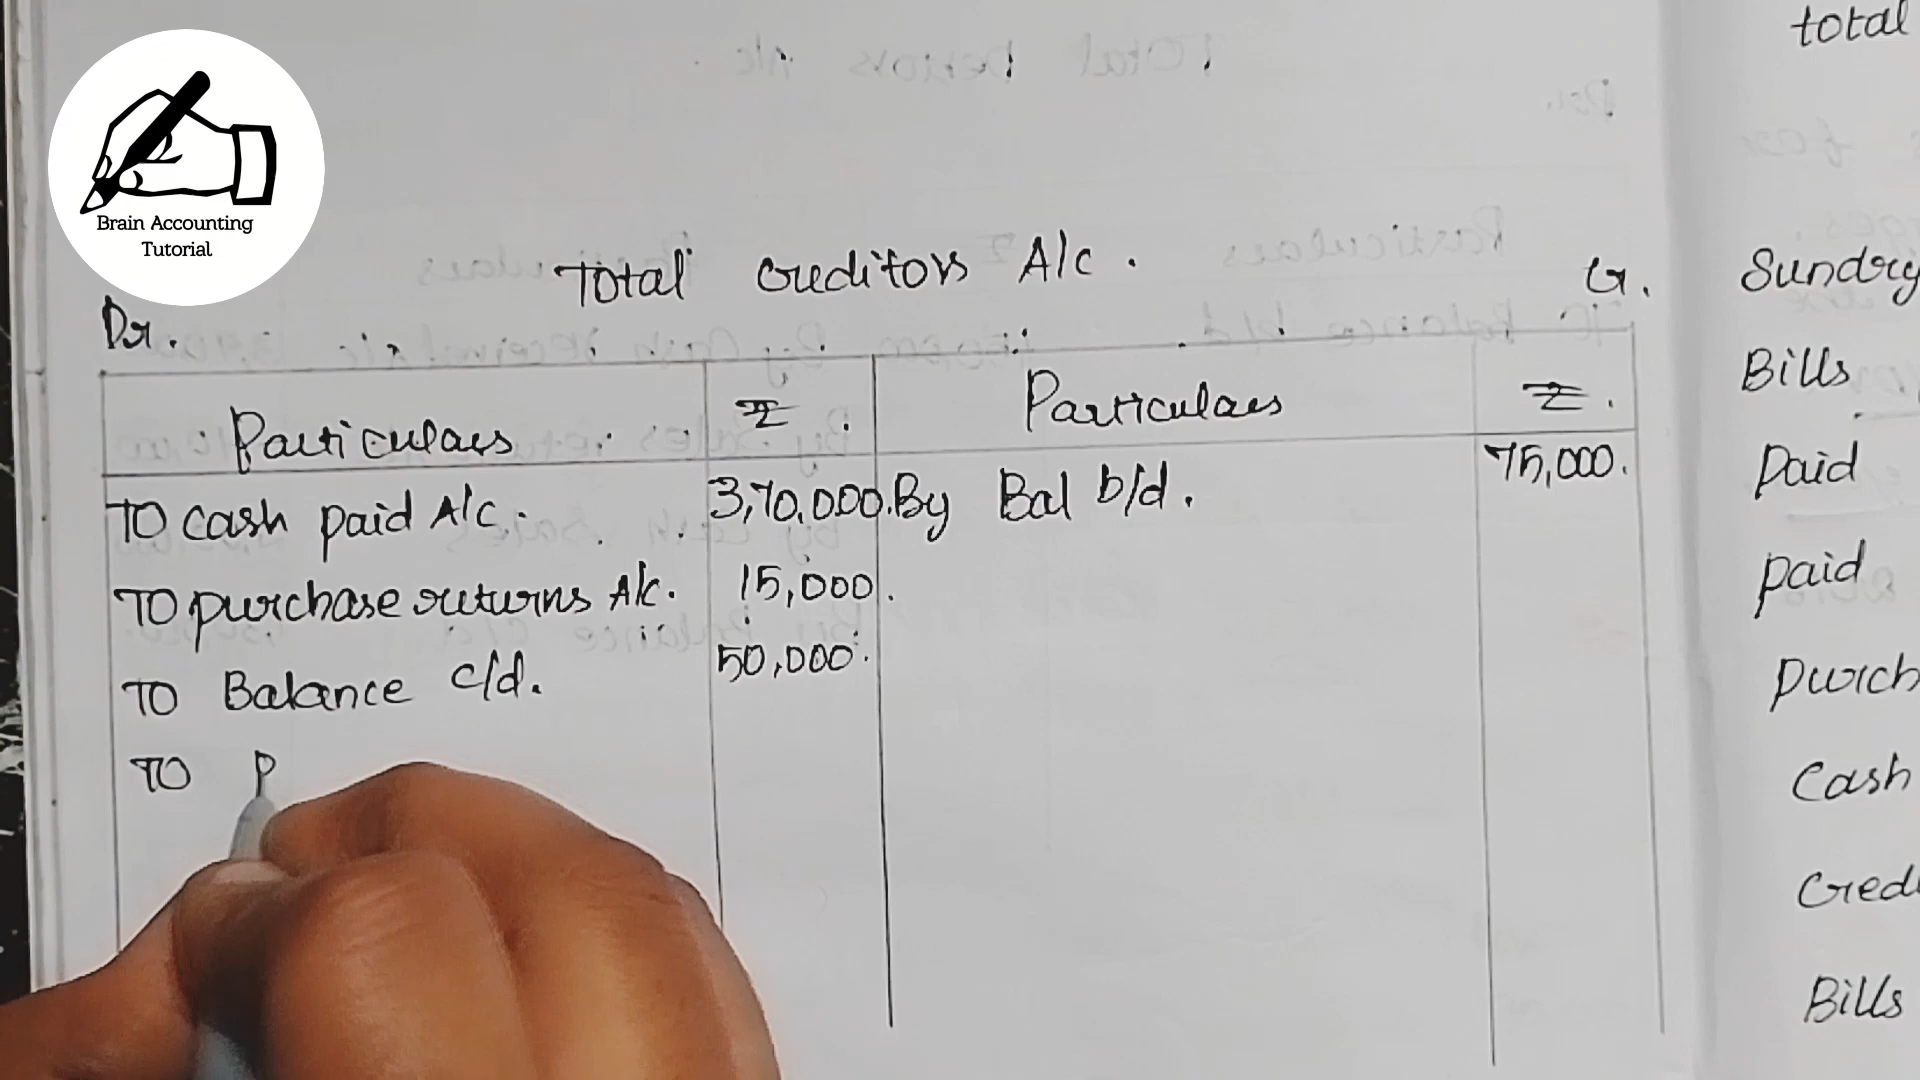 Brain Accounting
Tutorial
Total Creditors A/c.
Dr.
Cr.
Particulars ₹. Particulars ₹.
TO cash paid A/c. 3,70,000. By Bal b/d. 75,000.
TO purchase returns A/c. 15,000.
TO Balance c/d. 50,000.
TO P
total
Sundry
Bills
Paid
paid
purch
Cash
Credi
Bills